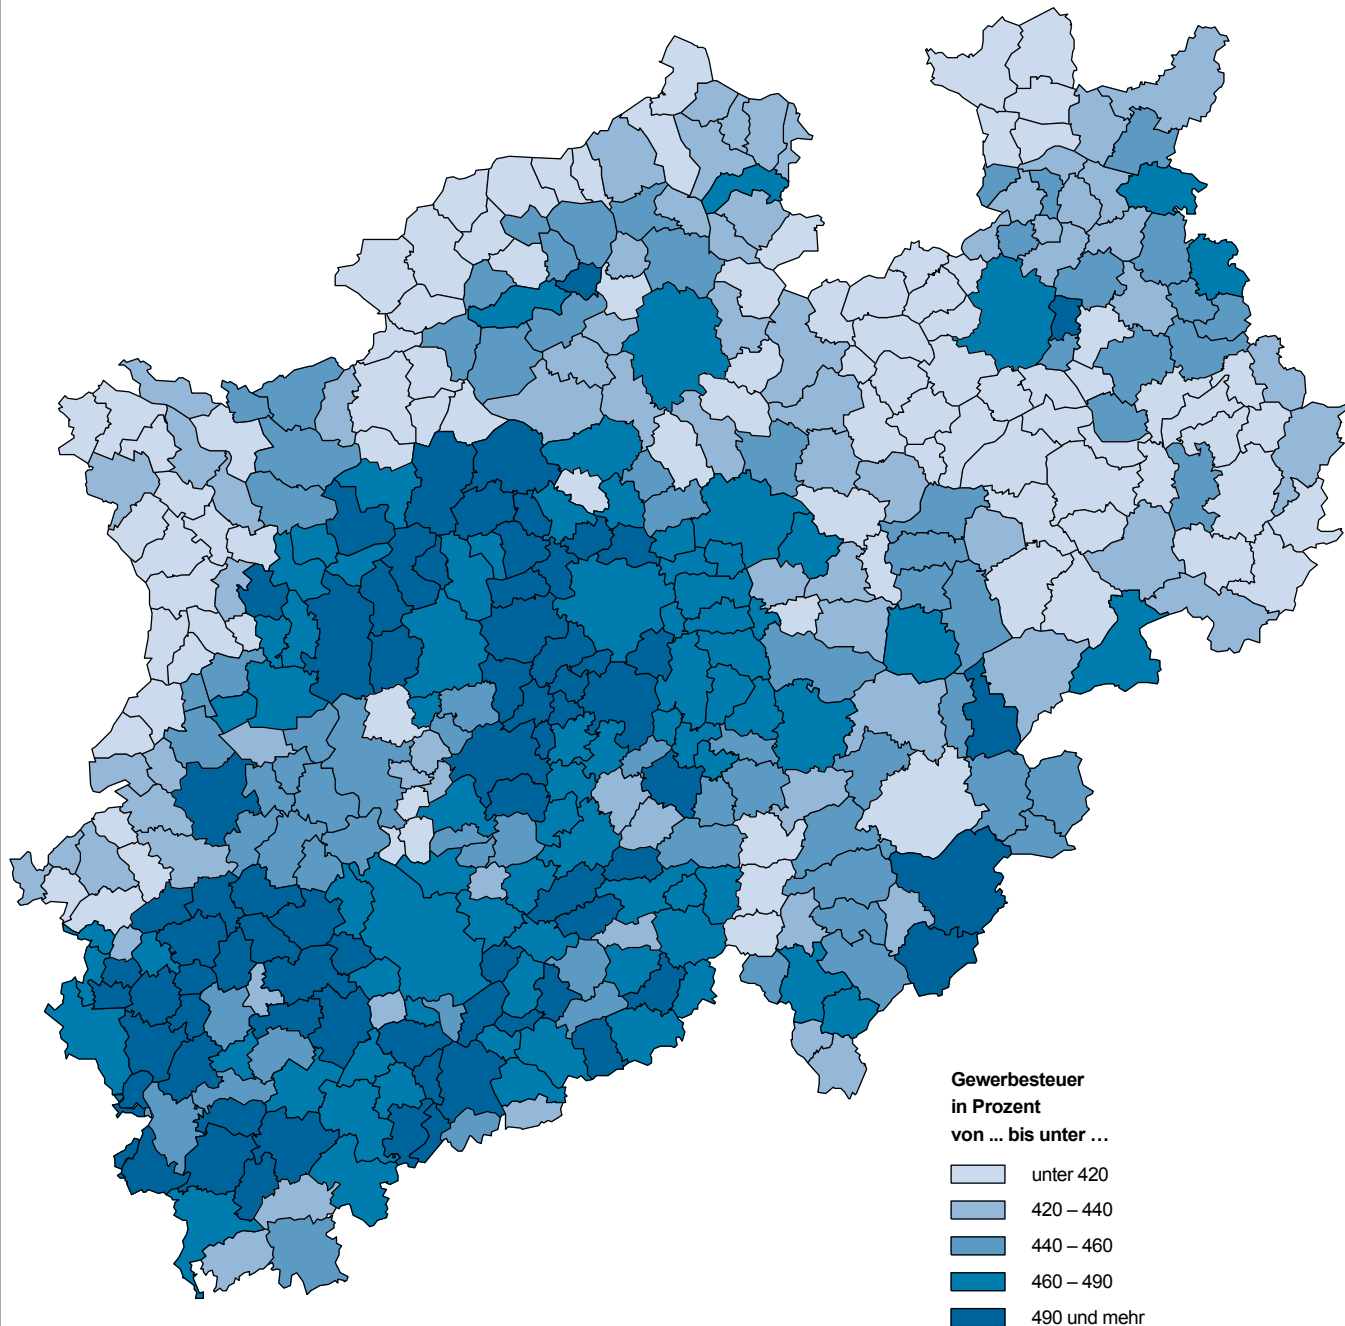 Gewerbesteuer
in Prozent
von ... bis unter …
unter 420
420 – 440
440 – 460
460 – 490
490 und mehr